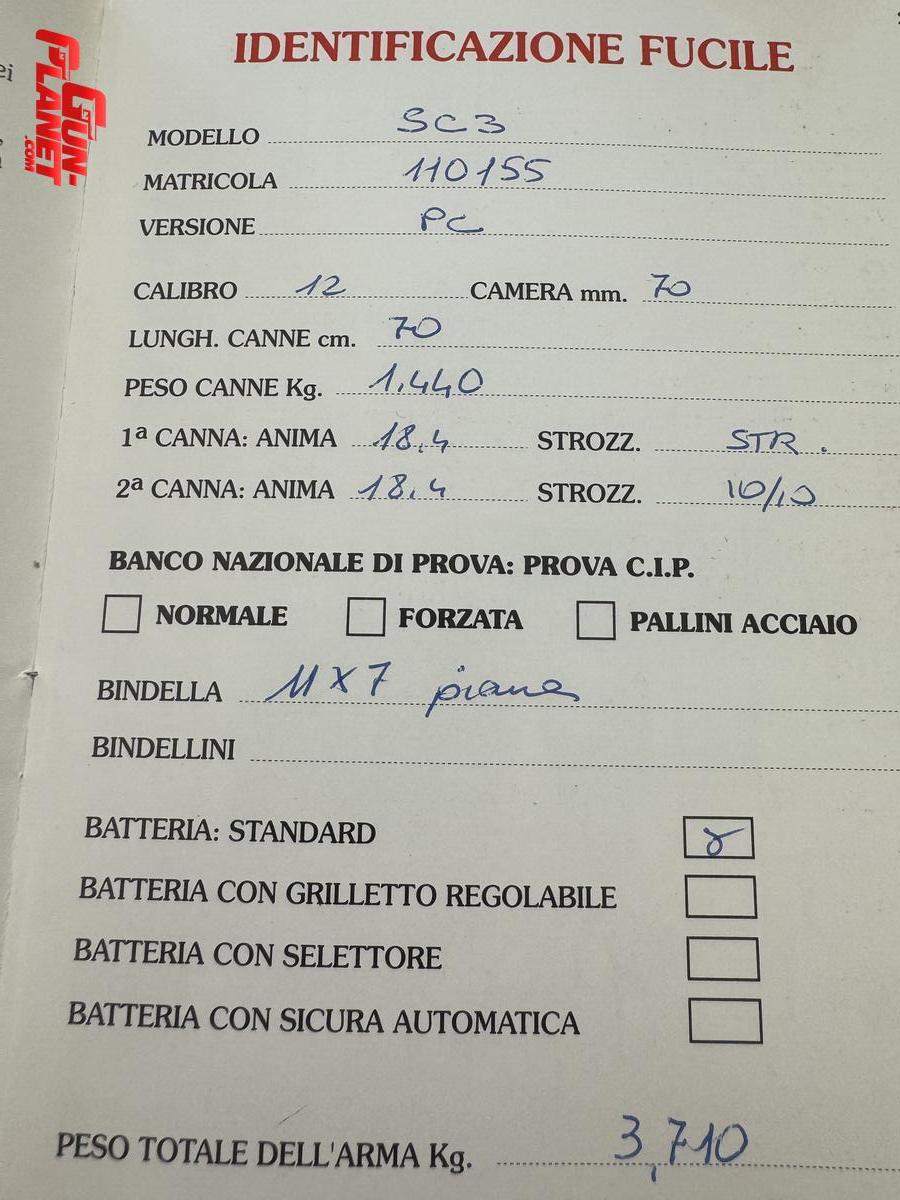 IDENTIFICAZIONE FUCILE
GUN-PLANET.COM
ei
MODELLO SC3
MATRICOLA 110155
VERSIONE PC
CALIBRO 12 CAMERA mm. 70
LUNGH. CANNE cm. 70
PESO CANNE Kg. 1.440
1ª CANNA: ANIMA 18,4 STROZZ. STR.
2ª CANNA: ANIMA 18,4 STROZZ. 10/10
BANCO NAZIONALE DI PROVA: PROVA C.I.P.
NORMALE FORZATA PALLINI ACCIAIO
BINDELLA 11 X 7 piana
BINDELLINI
BATTERIA: STANDARD
BATTERIA CON GRILLETTO REGOLABILE
BATTERIA CON SELETTORE
BATTERIA CON SICURA AUTOMATICA
PESO TOTALE DELL'ARMA Kg. 3,710